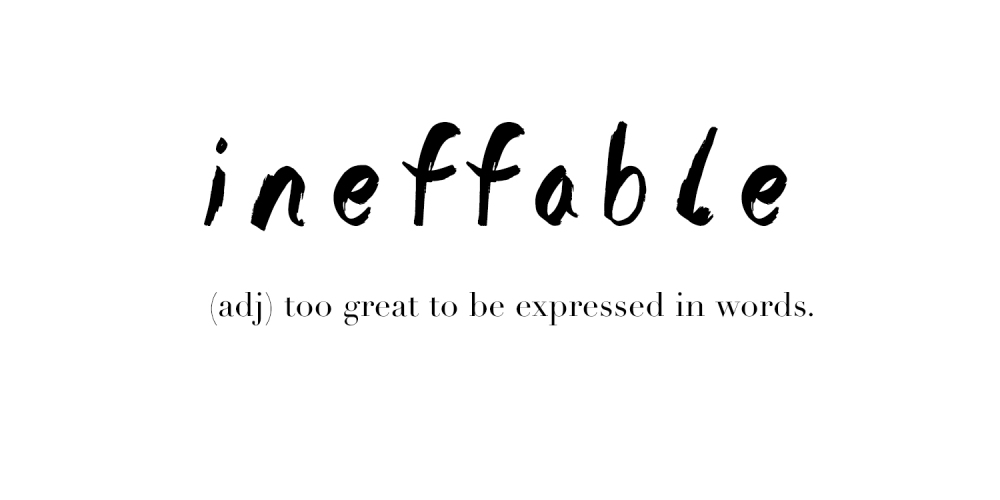 ineffable
(adj) too great to be expressed in words.